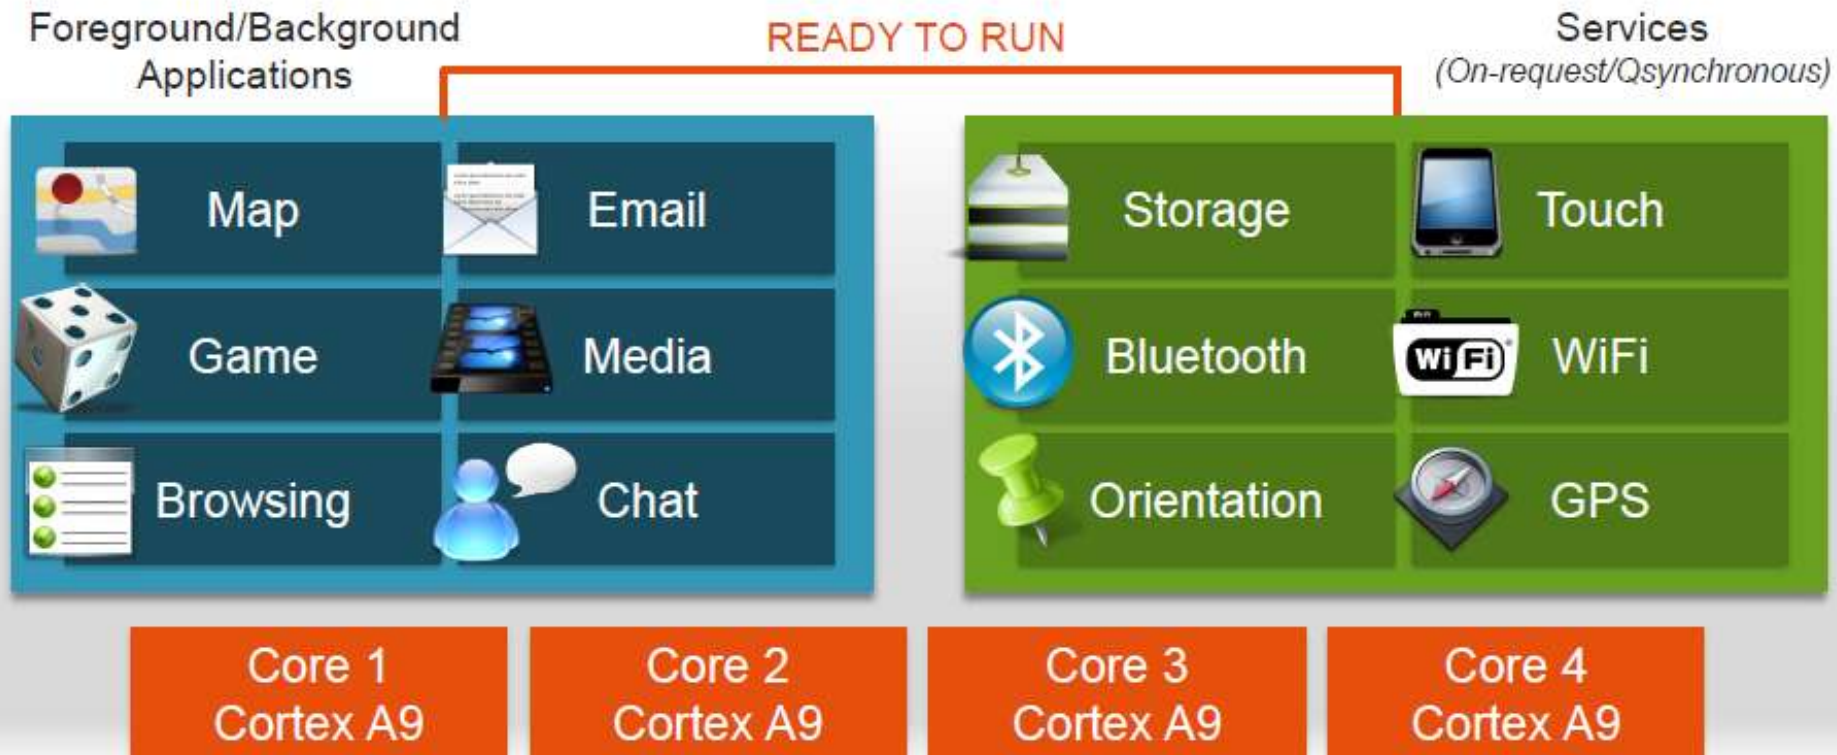 Foreground/Background
Applications
READY TO RUN
Services
(On-request/Qsynchronous)
Map
Email
Game
Media
Browsing
Chat
Storage
Touch
Bluetooth
WiFi
WiFi
Orientation
GPS
Core 1
Cortex A9
Core 2
Cortex A9
Core 3
Cortex A9
Core 4
Cortex A9